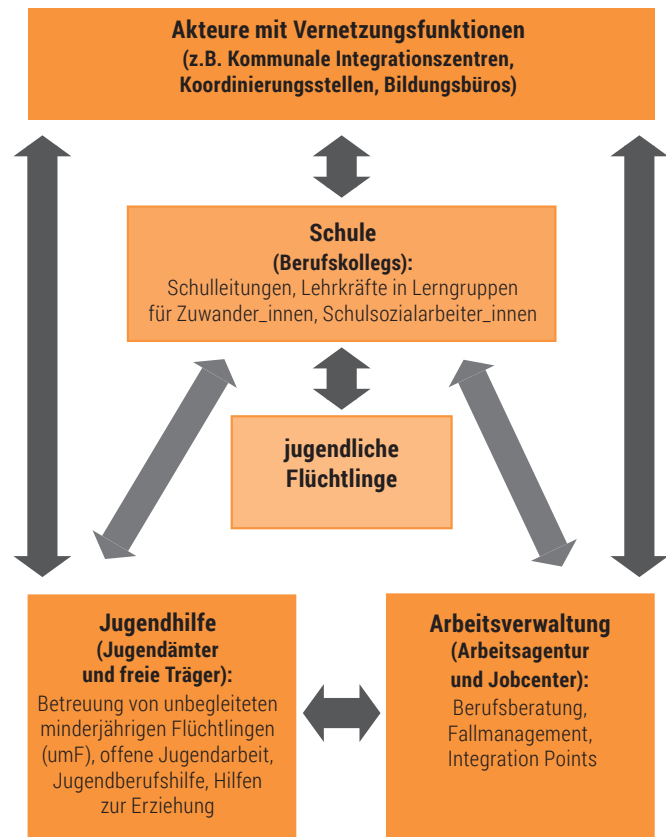 Akteure mit Vernetzungsfunktionen
(z.B. Kommunale Integrationszentren,
Koordinierungsstellen, Bildungsbüros)
Schule
(Berufskollegs):
Schulleitungen, Lehrkräfte in Lerngruppen
für Zuwander_innen, Schulsozialarbeiter_innen
jugendliche
Flüchtlinge
Jugendhilfe
(Jugendämter
und freie Träger):
Betreuung von unbegleiteten
minderjährigen Flüchtlingen
(umF), offene Jugendarbeit,
Jugendberufshilfe, Hilfen
zur Erziehung
Arbeitsverwaltung
(Arbeitsagentur
und Jobcenter):
Berufsberatung,
Fallmanagement,
Integration Points